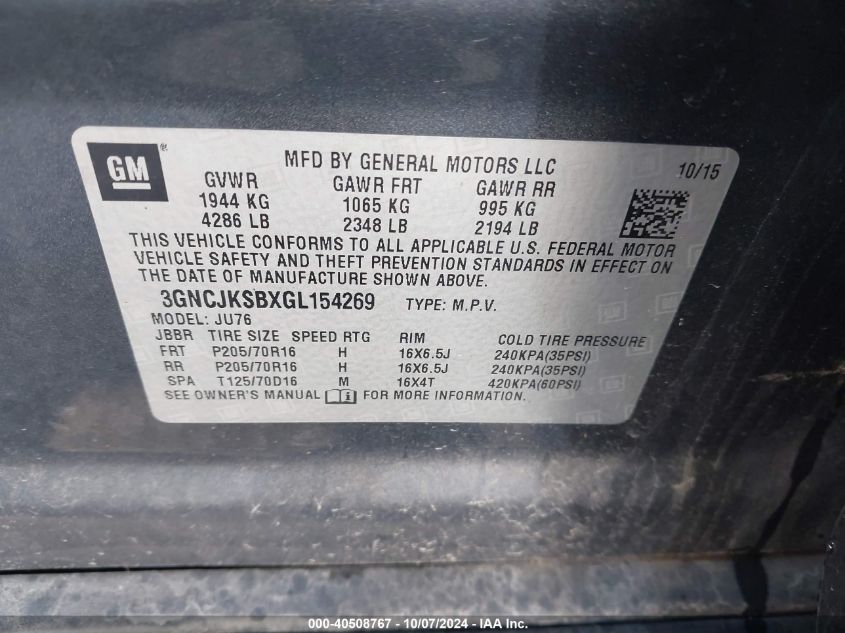 GM ®
MFD BY GENERAL MOTORS LLC 10/15
GVWR GAWR FRT GAWR RR
1944 KG 1065 KG 995 KG
4286 LB 2348 LB 2194 LB
THIS VEHICLE CONFORMS TO ALL APPLICABLE U.S. FEDERAL MOTOR
VEHICLE SAFETY AND THEFT PREVENTION STANDARDS IN EFFECT ON
THE DATE OF MANUFACTURE SHOWN ABOVE.
3GNCJKSBXGL154269 TYPE: M.P.V.
MODEL: JU76
JBBR TIRE SIZE SPEED RTG RIM COLD TIRE PRESSURE
FRT P205/70R16 H 16X6.5J 240KPA(35PSI)
RR P205/70R16 H 16X6.5J 240KPA(35PSI)
SPA T125/70D16 M 16X4T 420KPA(60PSI)
SEE OWNER'S MANUAL FOR MORE INFORMATION.
000-40508767 - 10/07/2024 - IAA Inc.